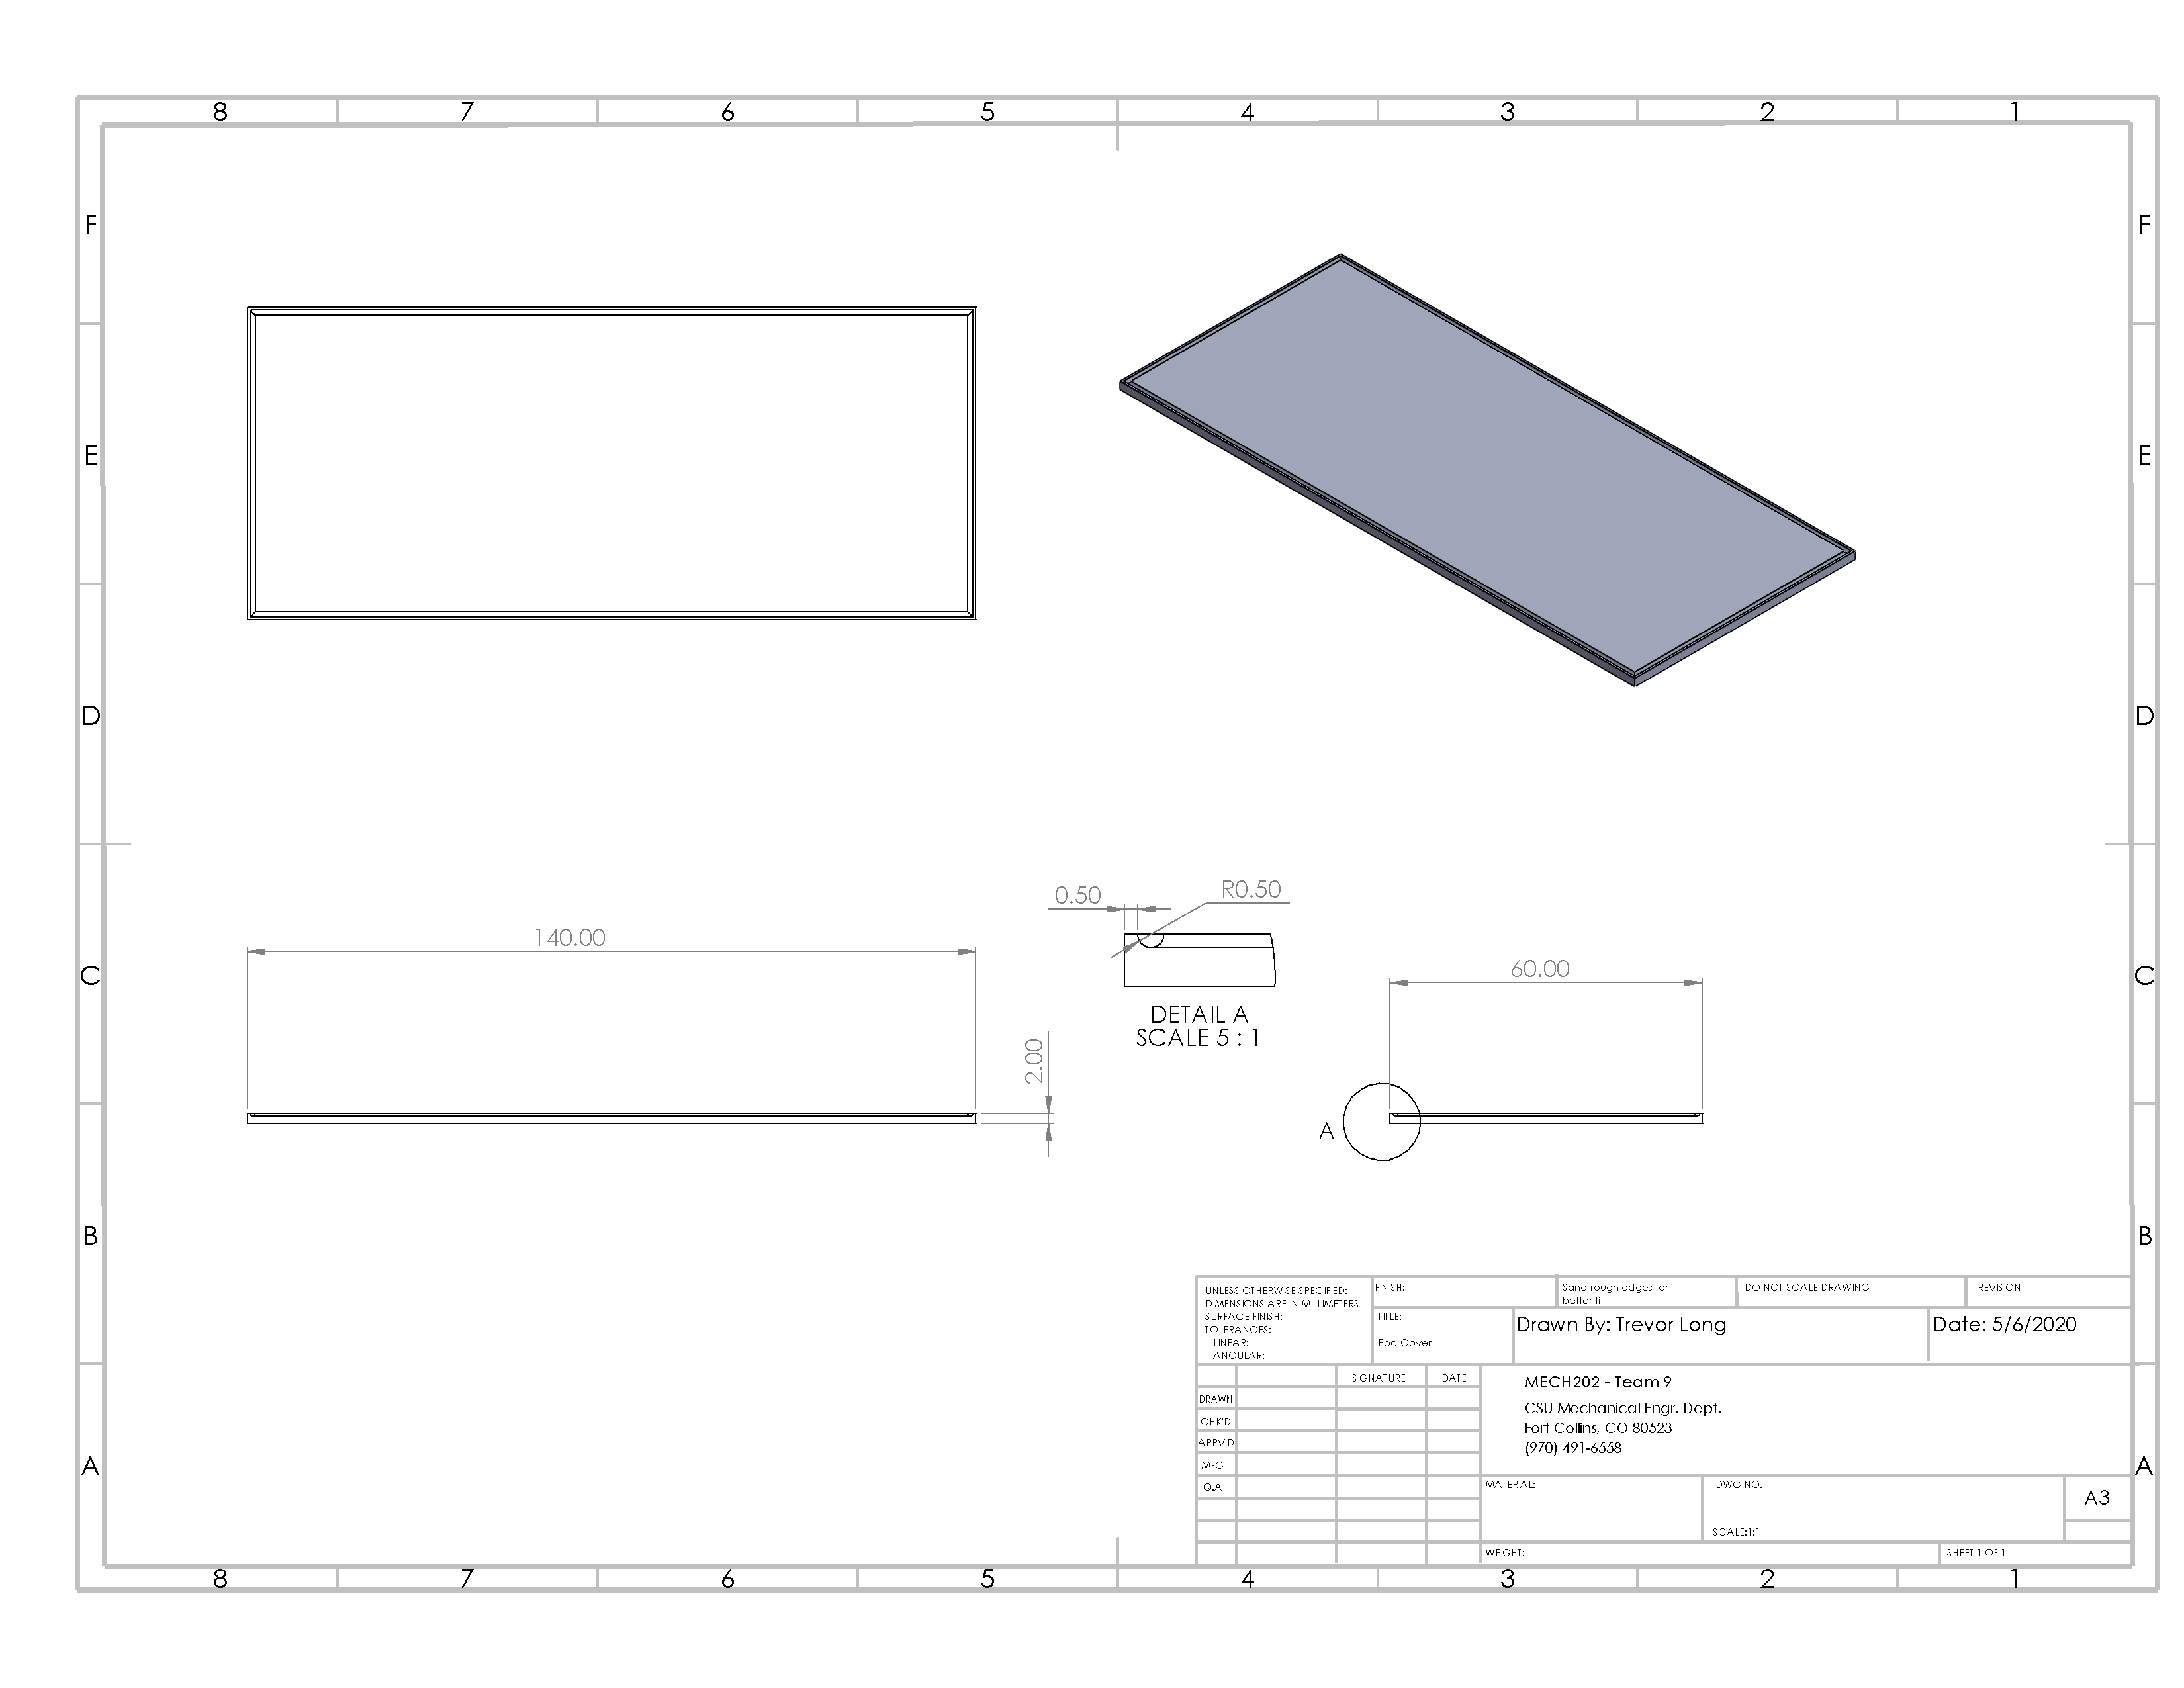 8 7 6 5 4 3 2 1
F F
E E
D D
C C
B B
A A
140.00
2.00
0.50
R0.50
DETAIL A
SCALE 5 : 1
60.00
A
UNLESS OTHERWISE SPECIFIED:
DIMENSIONS ARE IN MILLIMETERS
SURFACE FINISH:
TOLERANCES:
LINEAR:
ANGULAR:
FINISH:
Sand rough edges for
better fit
DO NOT SCALE DRAWING
REVISION
TITLE:
Pod Cover
Drawn By: Trevor Long
Date: 5/6/2020
SIGNATURE DATE
DRAWN
CHK'D
APPV'D
MFG
Q.A
MECH202 - Team 9
CSU Mechanical Engr. Dept.
Fort Collins, CO 80523
(970) 491-6558
MATERIAL:
DWG NO.
A3
SCALE:1:1
WEIGHT:
SHEET 1 OF 1
8 7 6 5 4 3 2 1